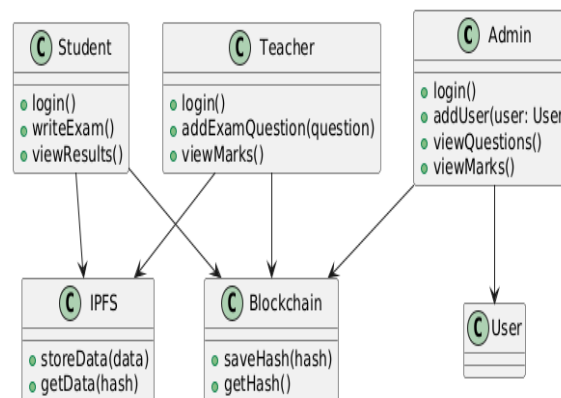 C Student
login()
writeExam()
viewResults()
C Teacher
login()
addExamQuestion(question)
viewMarks()
C Admin
login()
addUser(user: User
viewQuestions()
viewMarks()
C IPFS
storeData(data)
getData(hash)
C Blockchain
saveHash(hash)
getHash()
C User